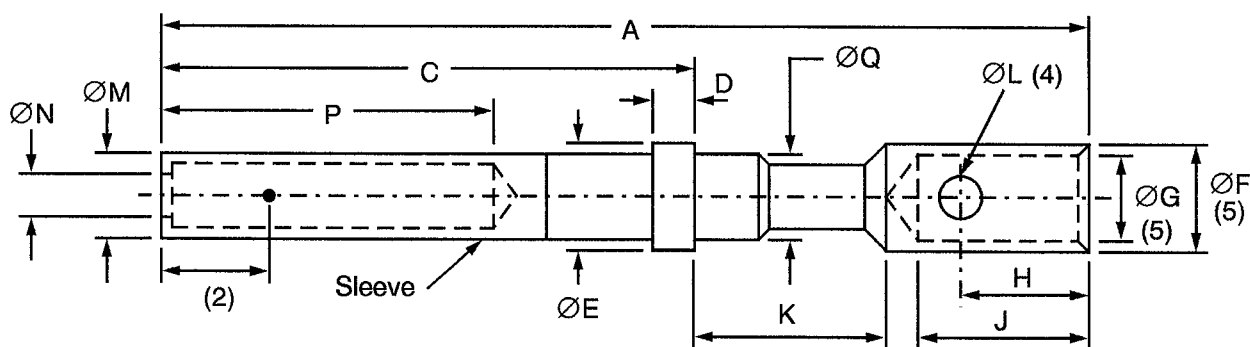 A
C
ØQ
D
ØL (4)
ØM
P
ØN
ØG
(5)
ØF
(5)
Sleeve
(2)
ØE
H
K
J